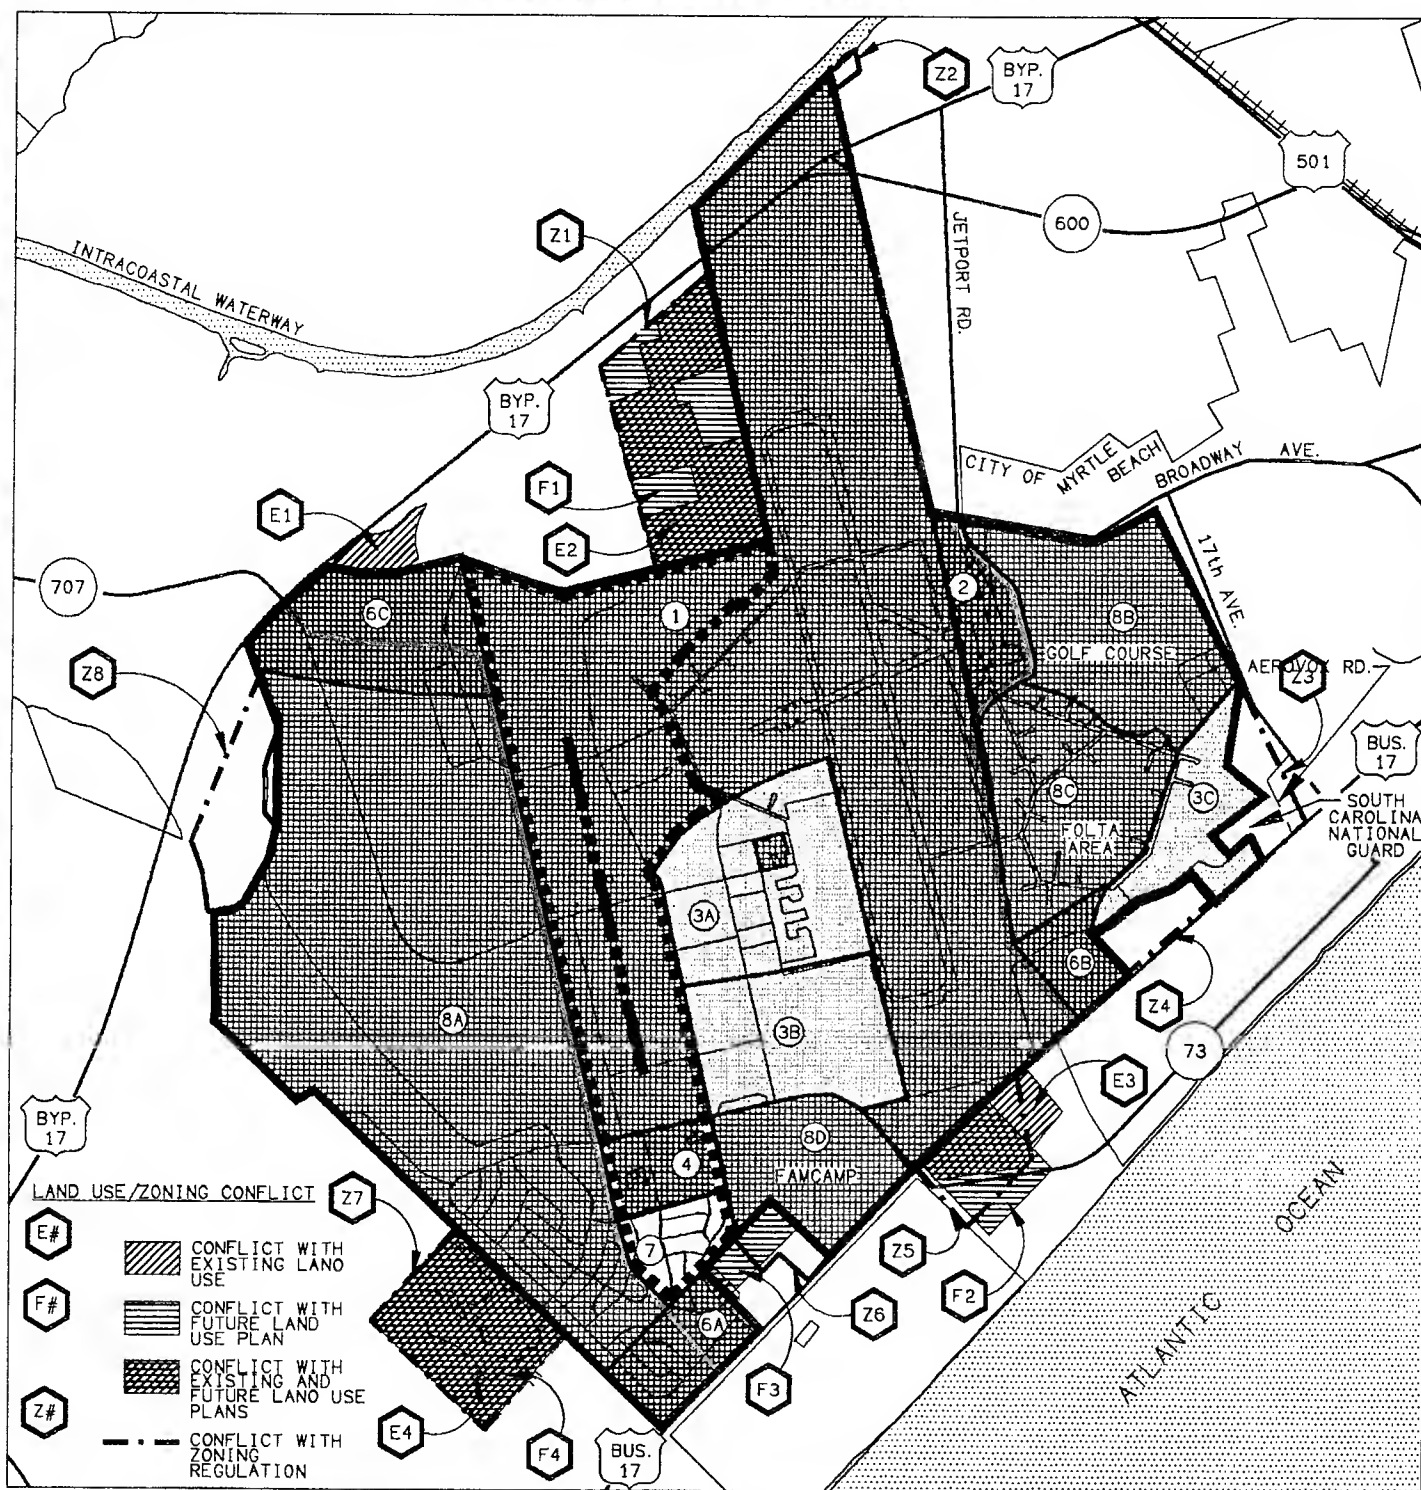 Z2
BYP.
17
501
Z1
600
JETPORT RD.
INTRACOASTAL WATERWAY
BYP.
17
CITY OF MYRTLE
BEACH
BROADWAY AVE.
F1
E1
E2
17th AVE.
707
2
1
6C
8B
GOLF COURSE
AEROVOX RD.
Z3
Z8
BUS.
17
8C
3C
SOUTH
CAROLINA
NATIONAL
GUARD
FOLTA
AREA
3A
6B
Z4
8A
3B
73
E3
BYP.
17
8D
4
FAMCAMP
OCEAN
LAND USE/ZONING CONFLICT
Z7
E#
CONFLICT WITH
EXISTING LAND
USE
7
Z5
F2
F#
CONFLICT WITH
FUTURE LAND
USE PLAN
6A
Z6
ATLANTIC
CONFLICT WITH
EXISTING AND
FUTURE LAND USE
PLANS
F3
Z#
E4
F4
BUS.
17
CONFLICT WITH
ZONING
REGULATION